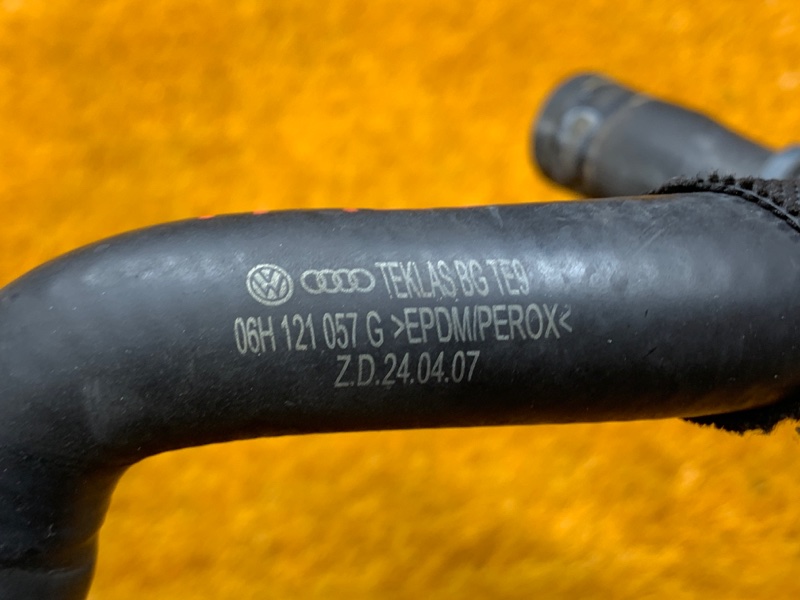 TEKLAS BG TE9
06H 121 057 G >EPDM/PEROX<
Z.D.24.04.07